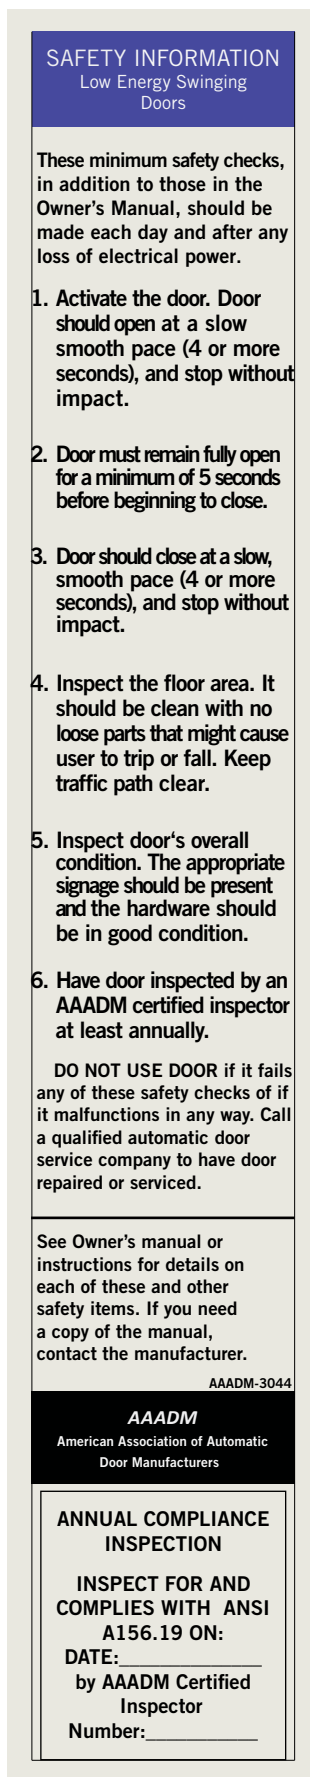 SAFETY INFORMATION
Low Energy Swinging
Doors
These minimum safety checks,
in addition to those in the
Owner's Manual, should be
made each day and after any
loss of electrical power.
1. Activate the door. Door
should open at a slow
smooth pace (4 or more
seconds), and stop without
impact.
2. Door must remain fully open
for a minimum of 5 seconds
before beginning to close.
3. Door should close at a slow,
smooth pace (4 or more
seconds), and stop without
impact.
4. Inspect the floor area. It
should be clean with no
loose parts that might cause
user to trip or fall. Keep
traffic path clear.
5. Inspect door‘s overall
condition. The appropriate
signage should be present
and the hardware should
be in good condition.
6. Have door inspected by an
AAADM certified inspector
at least annually.
DO NOT USE DOOR if it fails
any of these safety checks of if
it malfunctions in any way. Call
a qualified automatic door
service company to have door
repaired or serviced.
See Owner's manual or
instructions for details on
each of these and other
safety items. If you need
a copy of the manual,
contact the manufacturer.
AAADM-3044
AAADM
American Association of Automatic
Door Manufacturers
ANNUAL COMPLIANCE
INSPECTION
INSPECT FOR AND
COMPLIES WITH ANSI
A156.19 ON:
DATE:______________
by AAADM Certified
Inspector
Number:___________